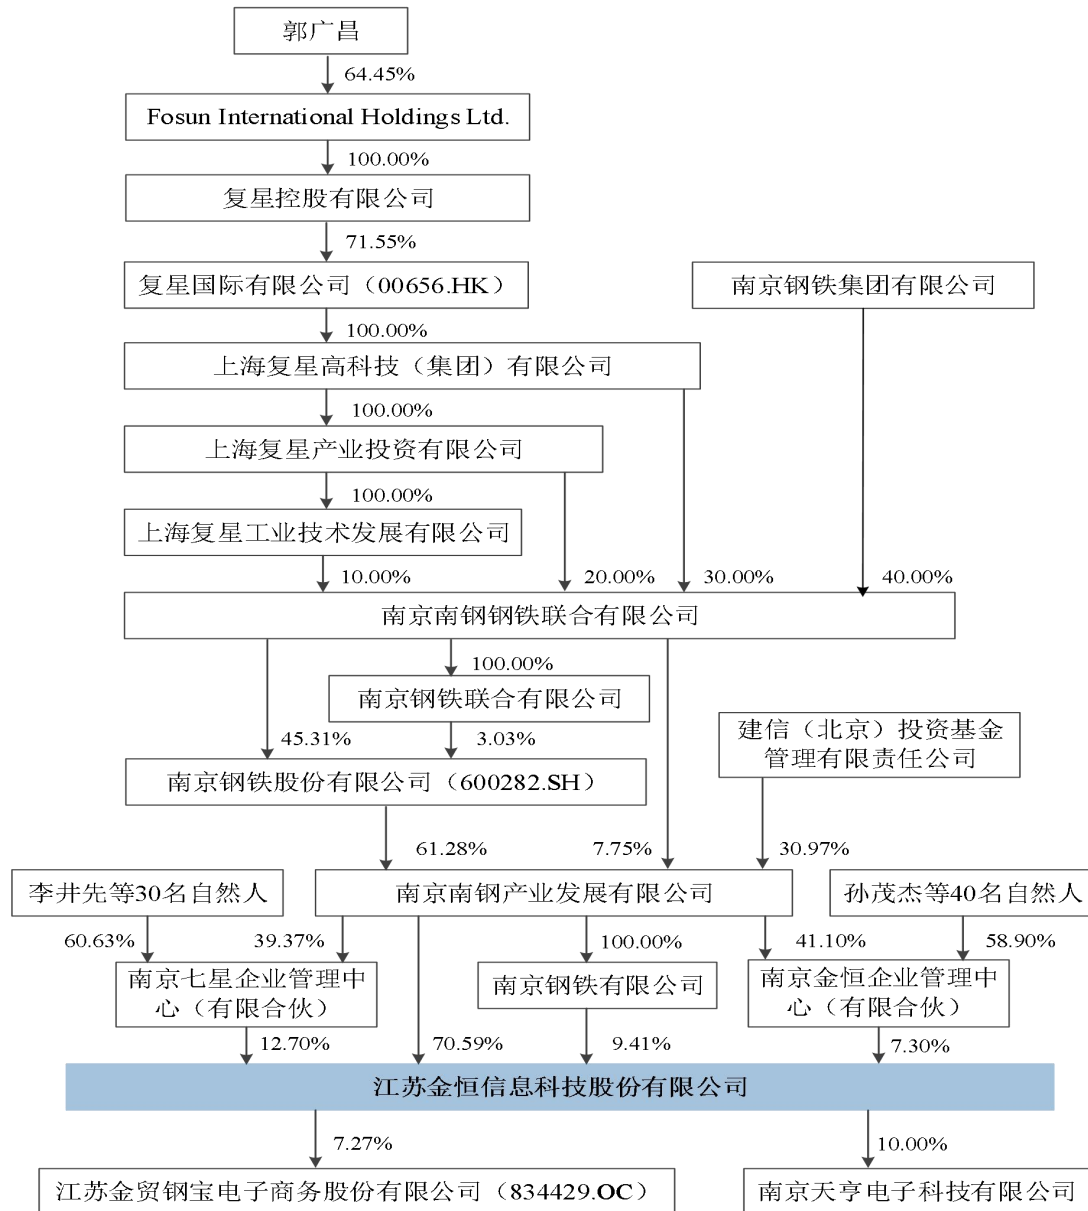 郭广昌
64.45%
Fosun International Holdings Ltd.
100.00%
复星控股有限公司
71.55%
复星国际有限公司（00656.HK）
南京钢铁集团有限公司
100.00%
上海复星高科技（集团）有限公司
100.00%
上海复星产业投资有限公司
100.00%
上海复星工业技术发展有限公司
10.00%
20.00%
30.00%
40.00%
南京南钢钢铁联合有限公司
100.00%
南京钢铁联合有限公司
45.31%
3.03%
建信（北京）投资基金
管理有限责任公司
南京钢铁股份有限公司（600282.SH）
61.28%
7.75%
30.97%
李井先等30名自然人
南京南钢产业发展有限公司
孙茂杰等40名自然人
60.63%
39.37%
100.00%
41.10%
58.90%
南京七星企业管理中
心（有限合伙）
南京钢铁有限公司
南京金恒企业管理中
心（有限合伙）
12.70%
70.59%
9.41%
7.30%
江苏金恒信息科技股份有限公司
7.27%
10.00%
江苏金贸钢宝电子商务股份有限公司（834429.OC）
南京天亨电子科技有限公司